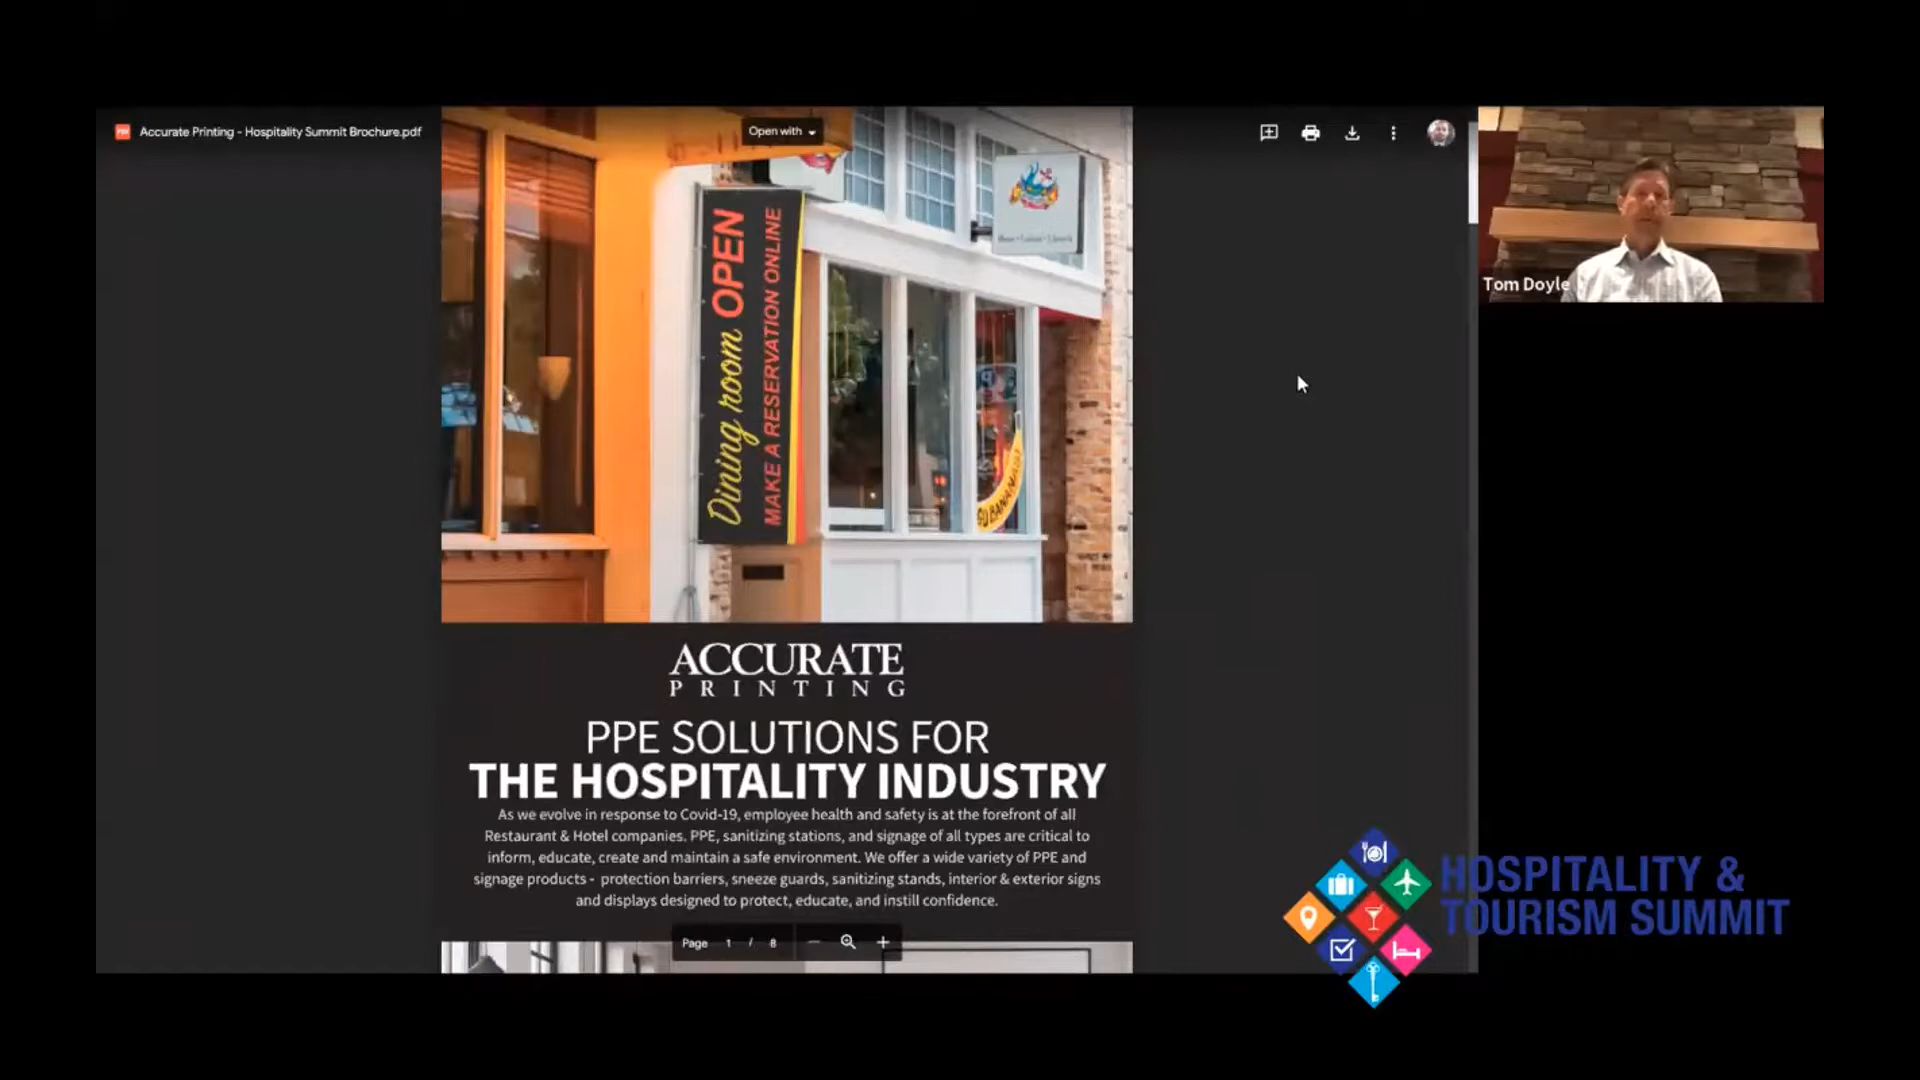 Accurate Printing - Hospitality Summit Brochure.pdf
Open with
Dining room OPEN
MAKE A RESERVATION ONLINE
Tom Doyle
ACCURATE
PRINTING
PPE SOLUTIONS FOR
THE HOSPITALITY INDUSTRY
As we evolve in response to Covid-19, employee health and safety is at the forefront of all
Restaurant & Hotel companies. PPE, sanitizing stations, and signage of all types are critical to
inform, educate, create and maintain a safe environment. We offer a wide variety of PPE and
signage products - protection barriers, sneeze guards, sanitizing stands, interior & exterior signs
and displays designed to protect, educate, and instill confidence.
Page 1 / 8
HOSPITALITY &
TOURISM SUMMIT